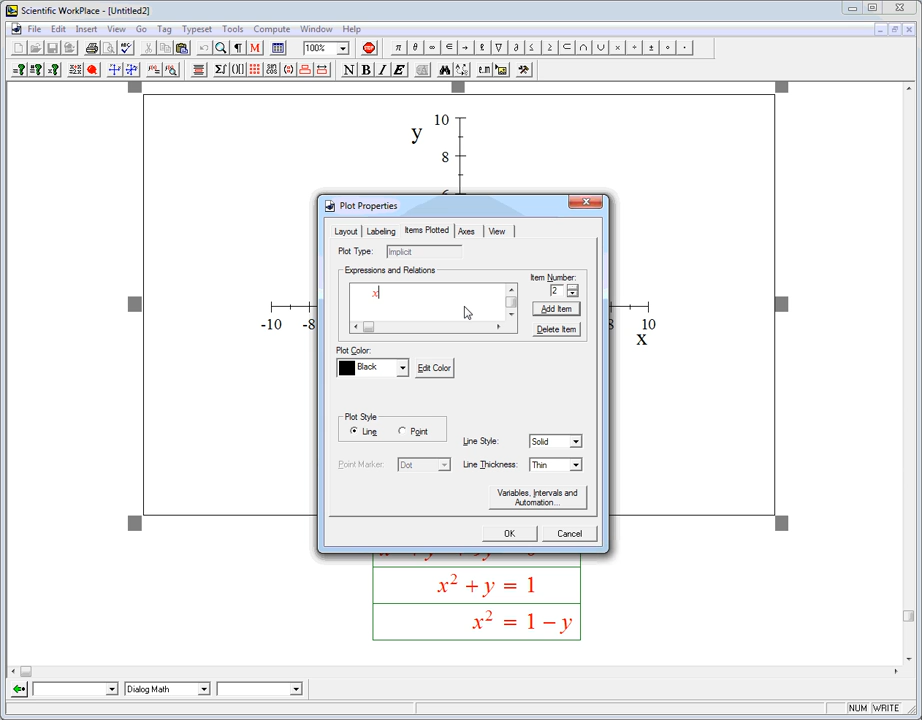 Scientific WorkPlace - [Untitled2]
File Edit Insert View Go Tag Typeset Tools Compute Window Help
100%
y
10
8
Plot Properties
Layout Labeling Items Plotted Axes View
Plot Type: Implicit
Expressions and Relations
Item Number:
x
2
Add Item
Delete Item
-10 -8 8 10
x
Plot Color:
Black
Edit Color
Plot Style
Line Point
Line Style: Solid
Point Marker: Dot
Line Thickness: Thin
Variables, Intervals and
Automation...
OK Cancel
x² + y = 1
x² = 1 − y
Dialog Math
NUM WRITE